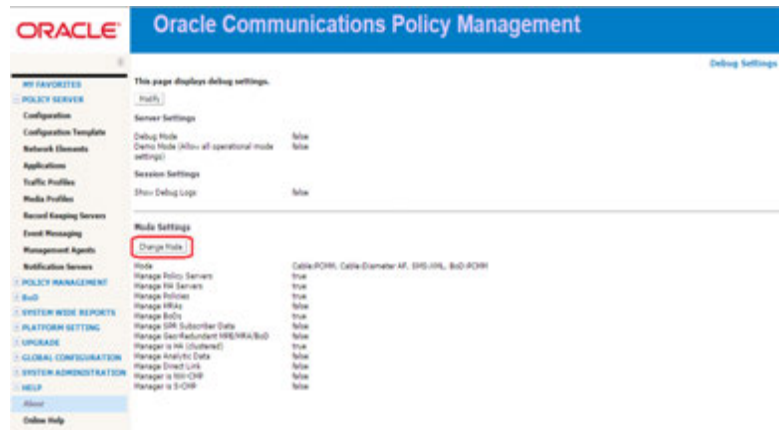 ORACLE
Oracle Communications Policy Management
Debug Settings
MY FAVORITES
POLICY SERVER
Configuration
Configuration Template
Network Elements
Applications
Traffic Profiles
Media Profiles
Record Keeping Servers
Event Messaging
Management Agents
Notification Servers
POLICY MANAGEMENT
BoD
SYSTEM WIDE REPORTS
PLATFORM SETTING
UPGRADE
GLOBAL CONFIGURATION
SYSTEM ADMINISTRATION
HELP
About
Online Help
This page displays debug settings.
Modify
Server Settings
Debug Mode false
Demo Mode (Allow all operational mode settings) false
Session Settings
Show Debug Logs false
Mode Settings
Change Mode
Mode Cable:PCMM, Cable-Diameter AF, SMS-XML, BoD:PCMM
Manage Policy Servers true
Manage MA Servers true
Manage Policies true
Manage MRAs false
Manage BoDs true
Manage SPR Subscriber Data false
Manage Geo-Redundant MPE/MRA/BoD false
Manager is HA (clustered) true
Manage Analytic Data false
Manage Direct Link false
Manager is NW-CMP false
Manager is S-CMP false